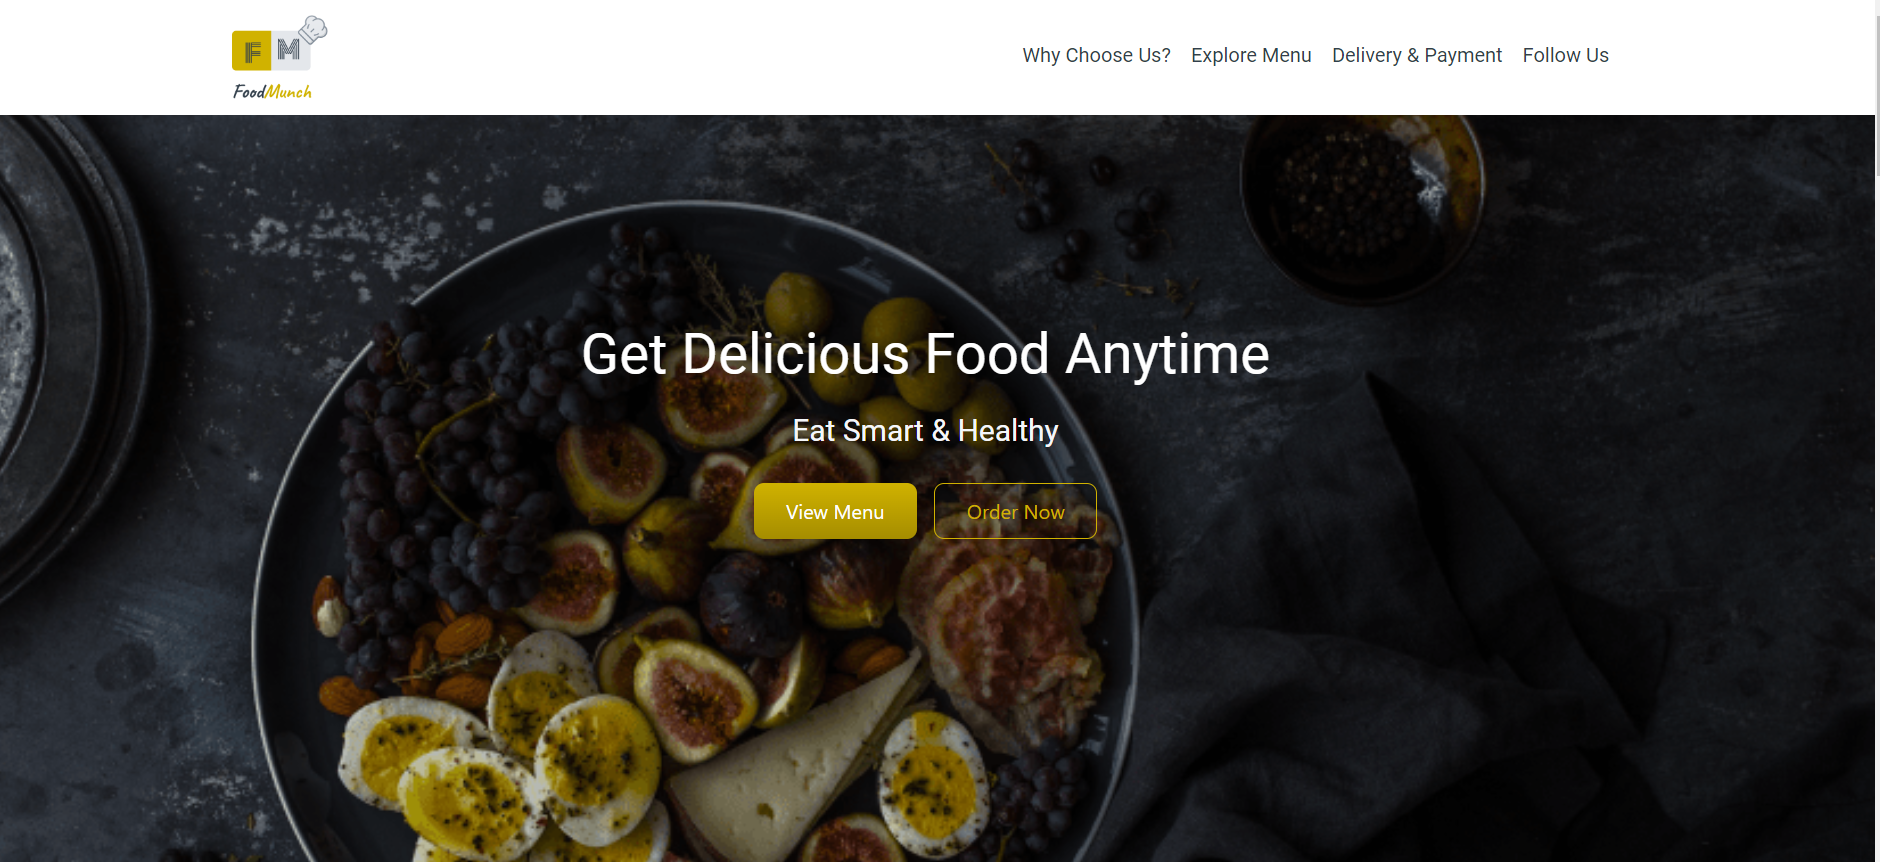 FM
FoodMunch
Why Choose Us? Explore Menu Delivery & Payment Follow Us
Get Delicious Food Anytime
Eat Smart & Healthy
View Menu Order Now